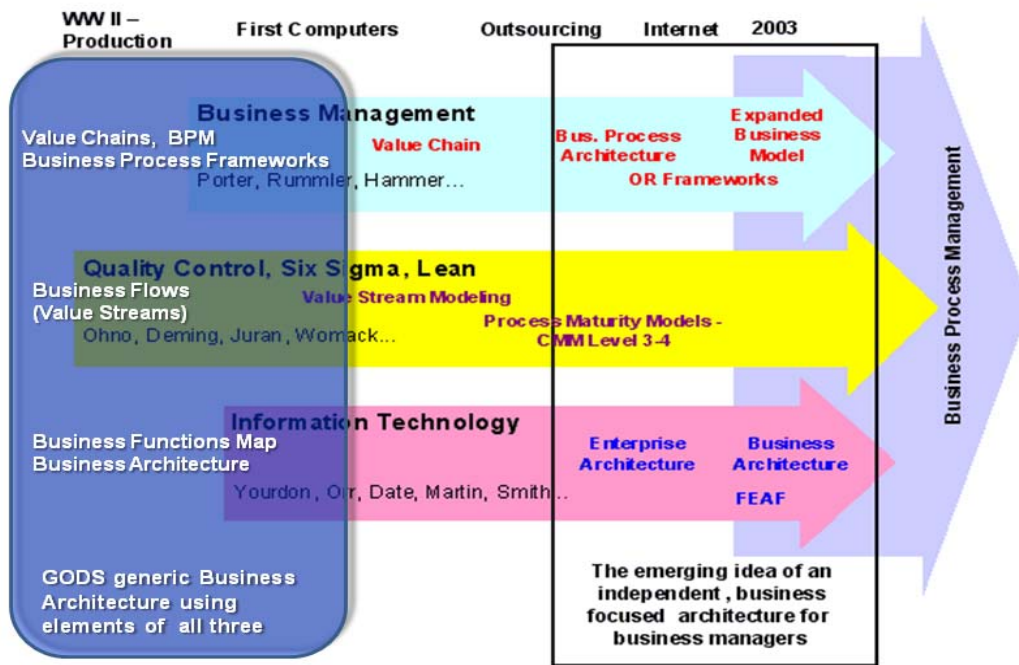 WW II –
Production
First Computers
Outsourcing
Internet
2003
Business Management
Value Chains, BPM
Business Process Frameworks
Value Chain
Porter, Rummler, Hammer...
Bus. Process
Architecture
Expanded
Business
Model
OR Frameworks
Quality Control, Six Sigma, Lean
Business Flows
(Value Streams)
Value Stream Modeling
Ohno, Deming, Juran, Womack...
Process Maturity Models -
CMM Level 3-4
Information Technology
Business Functions Map
Business Architecture
Yourdon, Orr, Date, Martin, Smith...
Enterprise
Architecture
Business
Architecture
FEAF
GODS generic Business
Architecture using
elements of all three
The emerging idea of an
independent, business
focused architecture for
business managers
Business Process Management